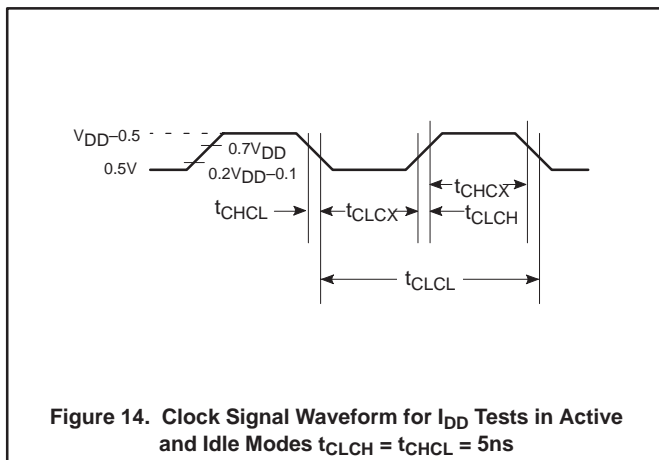 VDD–0.5
0.7VDD
0.5V
0.2VDD–0.1
tCHCX
tCHCL
tCLCX
tCLCH
tCLCL
Figure 14. Clock Signal Waveform for IDD Tests in Active
and Idle Modes tCLCH = tCHCL = 5ns